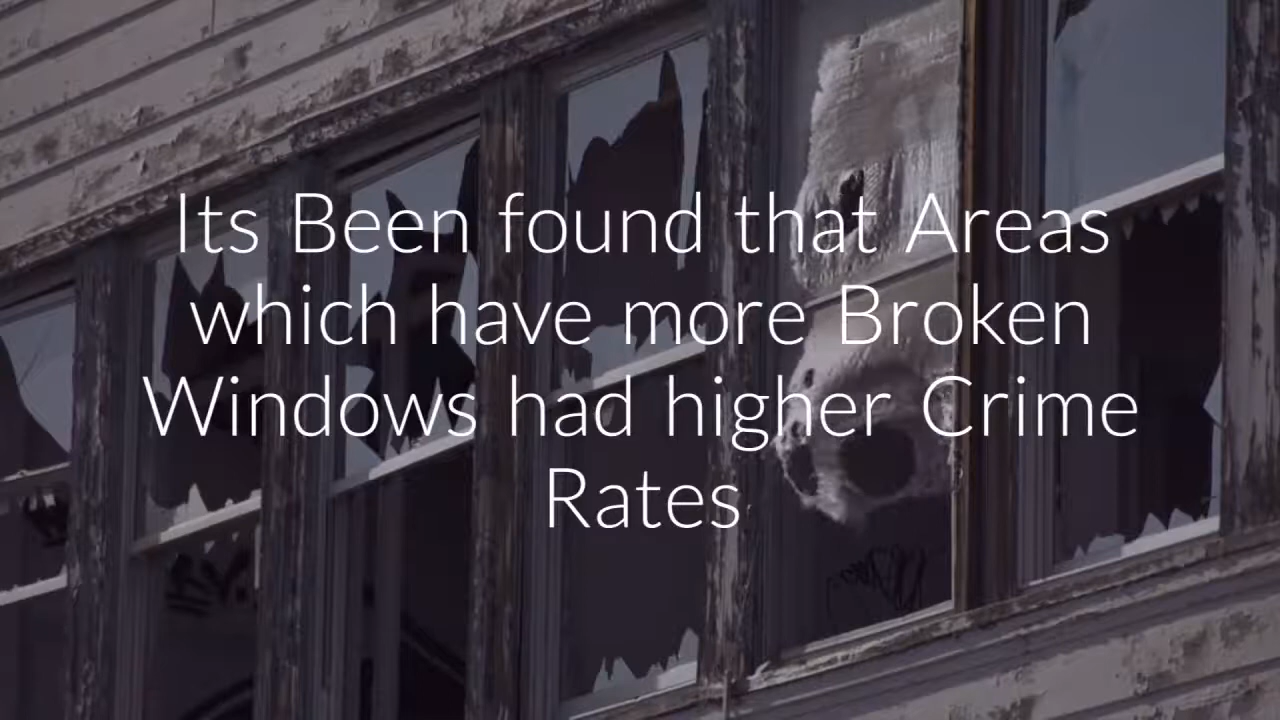 Its Been found that Areas
which have more Broken
Windows had higher Crime
Rates